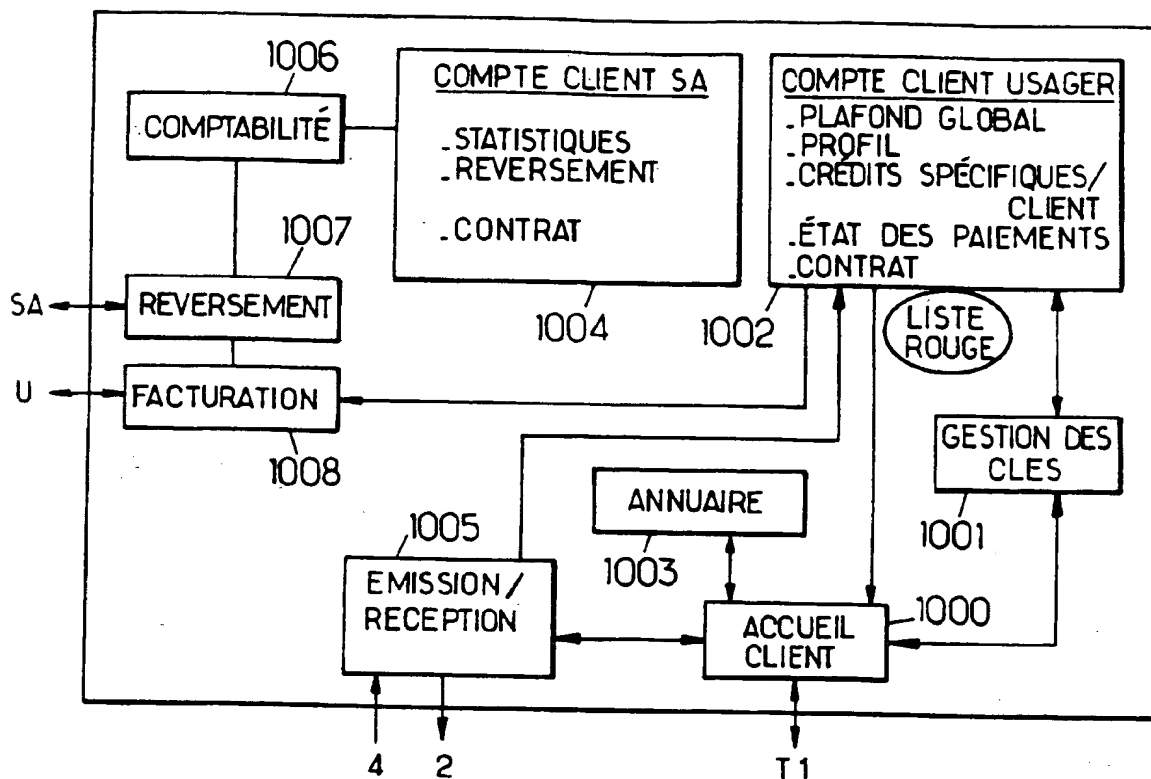 1006
COMPTABILITÉ
COMPTE CLIENT SA
-STATISTIQUES
-REVERSEMENT
-CONTRAT
1004
COMPTE CLIENT USAGER
-PLAFOND GLOBAL
-PROFIL
-CRÉDITS SPÉCIFIQUES/
CLIENT
-ÉTAT DES PAIEMENTS
-CONTRAT
1002
LISTE
ROUGE
1007
SA
REVERSEMENT
U
FACTURATION
1008
GESTION DES
CLES
1001
ANNUAIRE
1003
1005
EMISSION/
RECEPTION
1000
ACCUEIL
CLIENT
4
2
T1